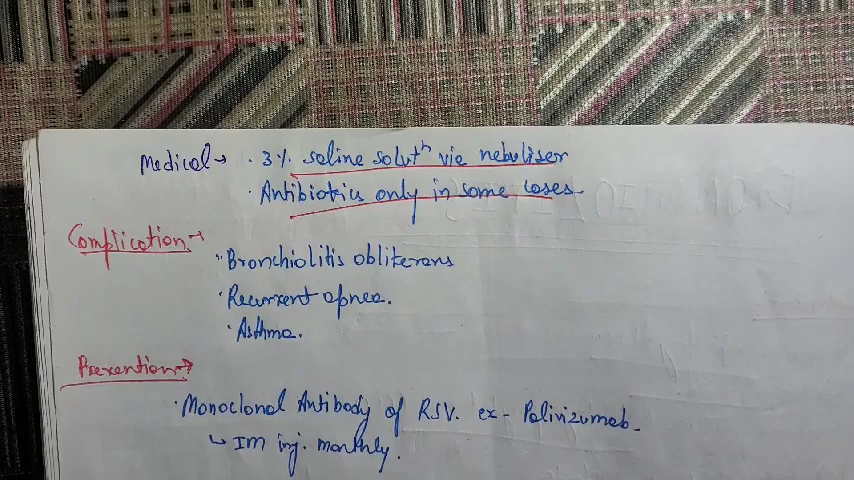 Medical → · 3% saline solutⁿ via nebuliser
· Antibiotics only in some cases.
Complication →
· Bronchiolitis obliterans
· Recurrent apnea.
· Asthma.
Prevention →
· Monoclonal Antibody of RSV. ex - Palivizumab.
↳ IM inj. monthly.